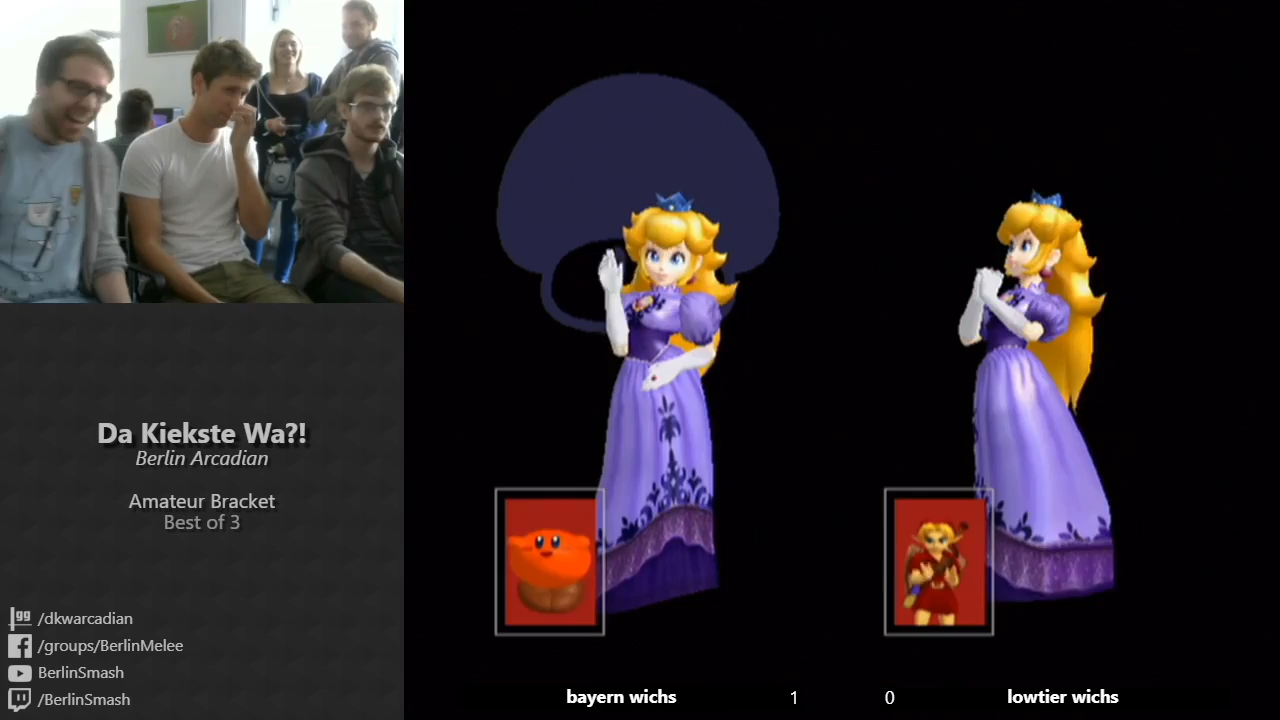 Da Kiekste Wa?!
Berlin Arcadian
Amateur Bracket
Best of 3
/dkwarcadian
/groups/BerlinMelee
BerlinSmash
/BerlinSmash
bayern wichs 1 0 lowtier wichs